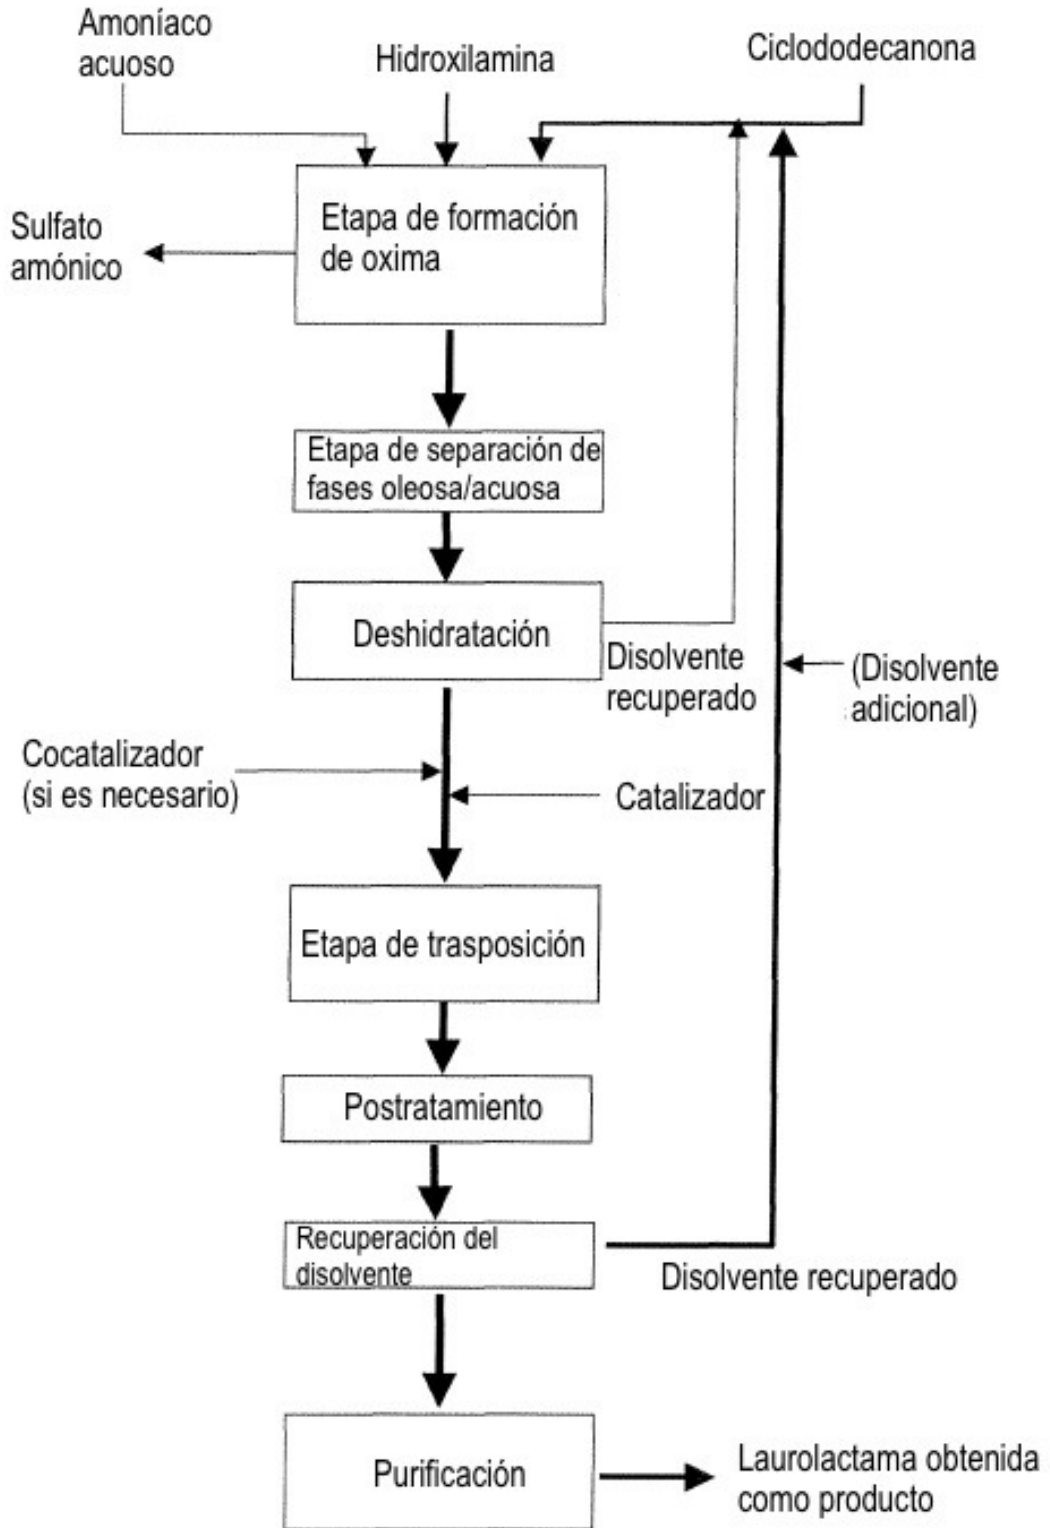 Amoníaco
acuoso
Hidroxilamina
Ciclododecanona
Etapa de formación
de oxima
Sulfato
amónico
Etapa de separación de
fases oleosa/acuosa
Deshidratación
Disolvente
recuperado
(Disolvente
adicional)
Cocatalizador
(si es necesario)
Catalizador
Etapa de trasposición
Postratamiento
Recuperación del
disolvente
Disolvente recuperado
Purificación
Laurolactama obtenida
como producto